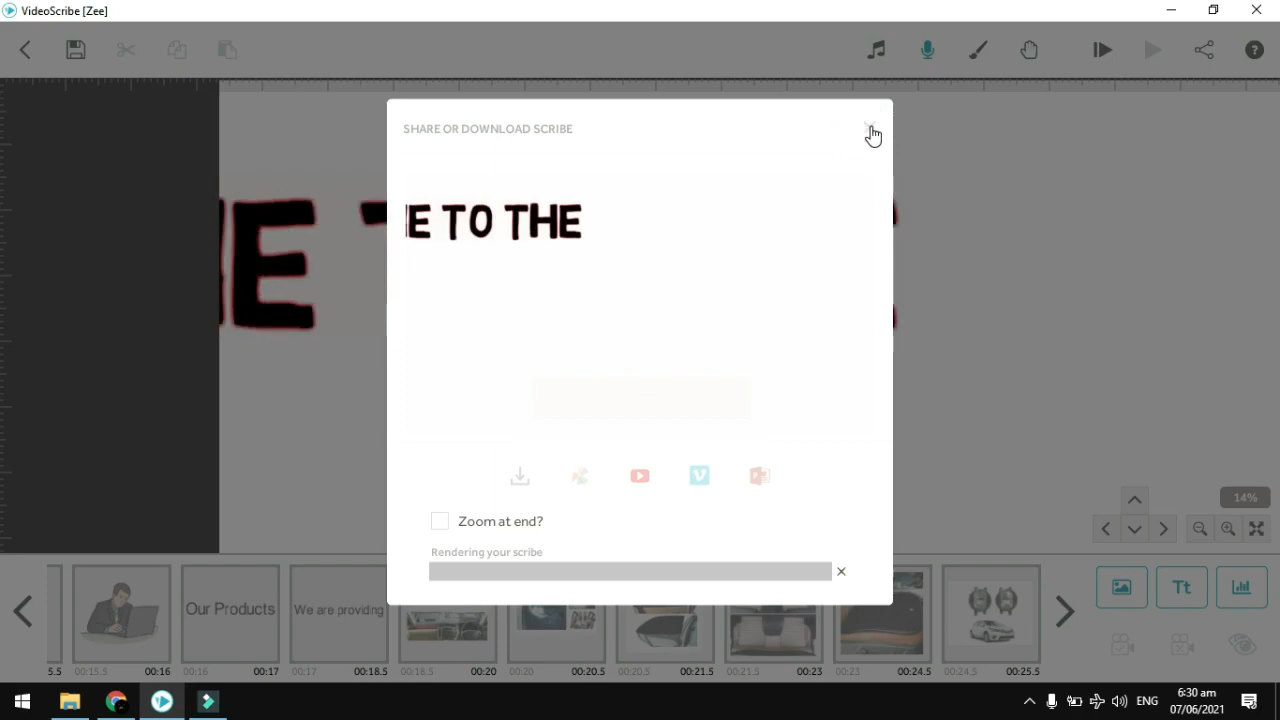 VideoScribe [Zee]
SHARE OR DOWNLOAD SCRIBE
E TO THE
E
14%
Zoom at end?
Rendering your scribe
Our Products
We are providing
5.5
00:15.5 00:16
00:16 00:17
00:17 00:18.5
00:18.5 00:20
00:20 00:20.5
00:20.5 00:21.5
00:21.5 00:23
00:23 00:24.5
00:24.5 00:25.5
Tt
ENG
6:30 am
07/06/2021